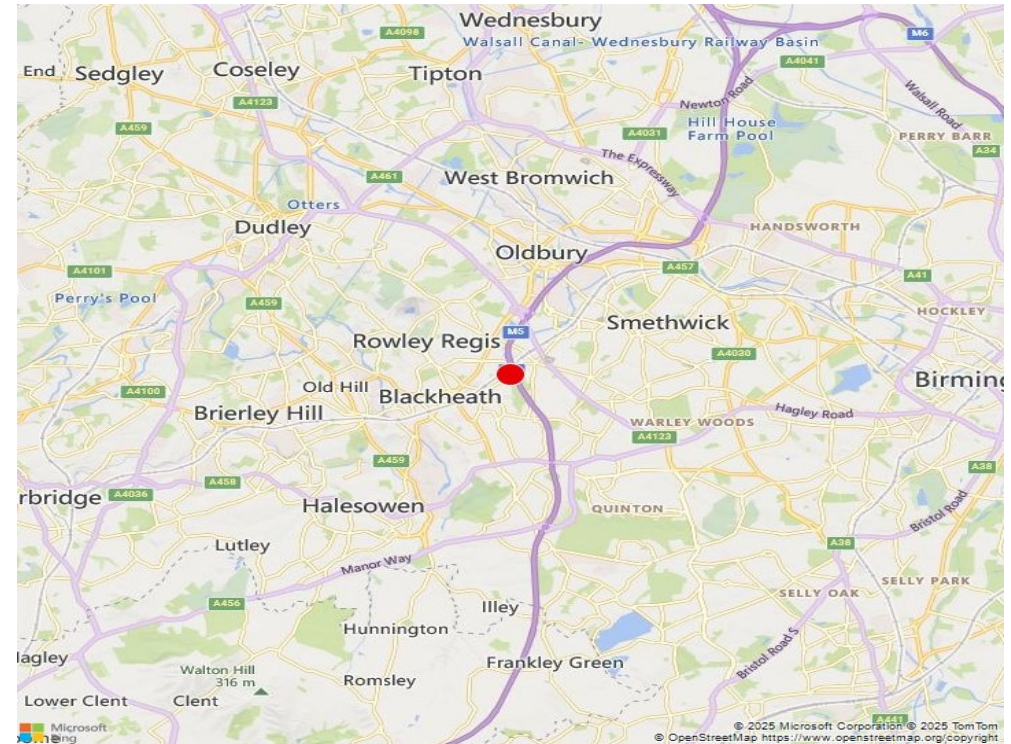 Wednesbury
A4098
Walsall Canal- Wednesbury Railway Basin
M6
End
Sedgley
Coseley
Tipton
A4041
A4123
Newton Road
Walsall Road
A459
A4031
Hill House
Farm Pool
PERRY BARR
A34
The Expressway
A461
West Bromwich
Otters
Dudley
HANDSWORTH
Oldbury
A4101
A457
A41
Perry's Pool
A459
HOCKLEY
M5
Smethwick
Rowley Regis
A4030
Old Hill
Blackheath
A4100
Birming
Brierley Hill
Hagley Road
WARLEY WOODS
A4123
A459
A38
A458
rbridge
A4036
Halesowen
QUINTON
Bristol Road
Lutley
A38
Manor Way
SELLY PARK
SELLY OAK
A456
Illey
Hunnington
Bristol Road S
lagley
Walton Hill
316 m
Frankley Green
Romsley
Lower Clent
Clent
A441
Microsoft
Bing
© 2025 Microsoft Corporation © 2025 TomTom
© OpenStreetMap https://www.openstreetmap.org/copyright